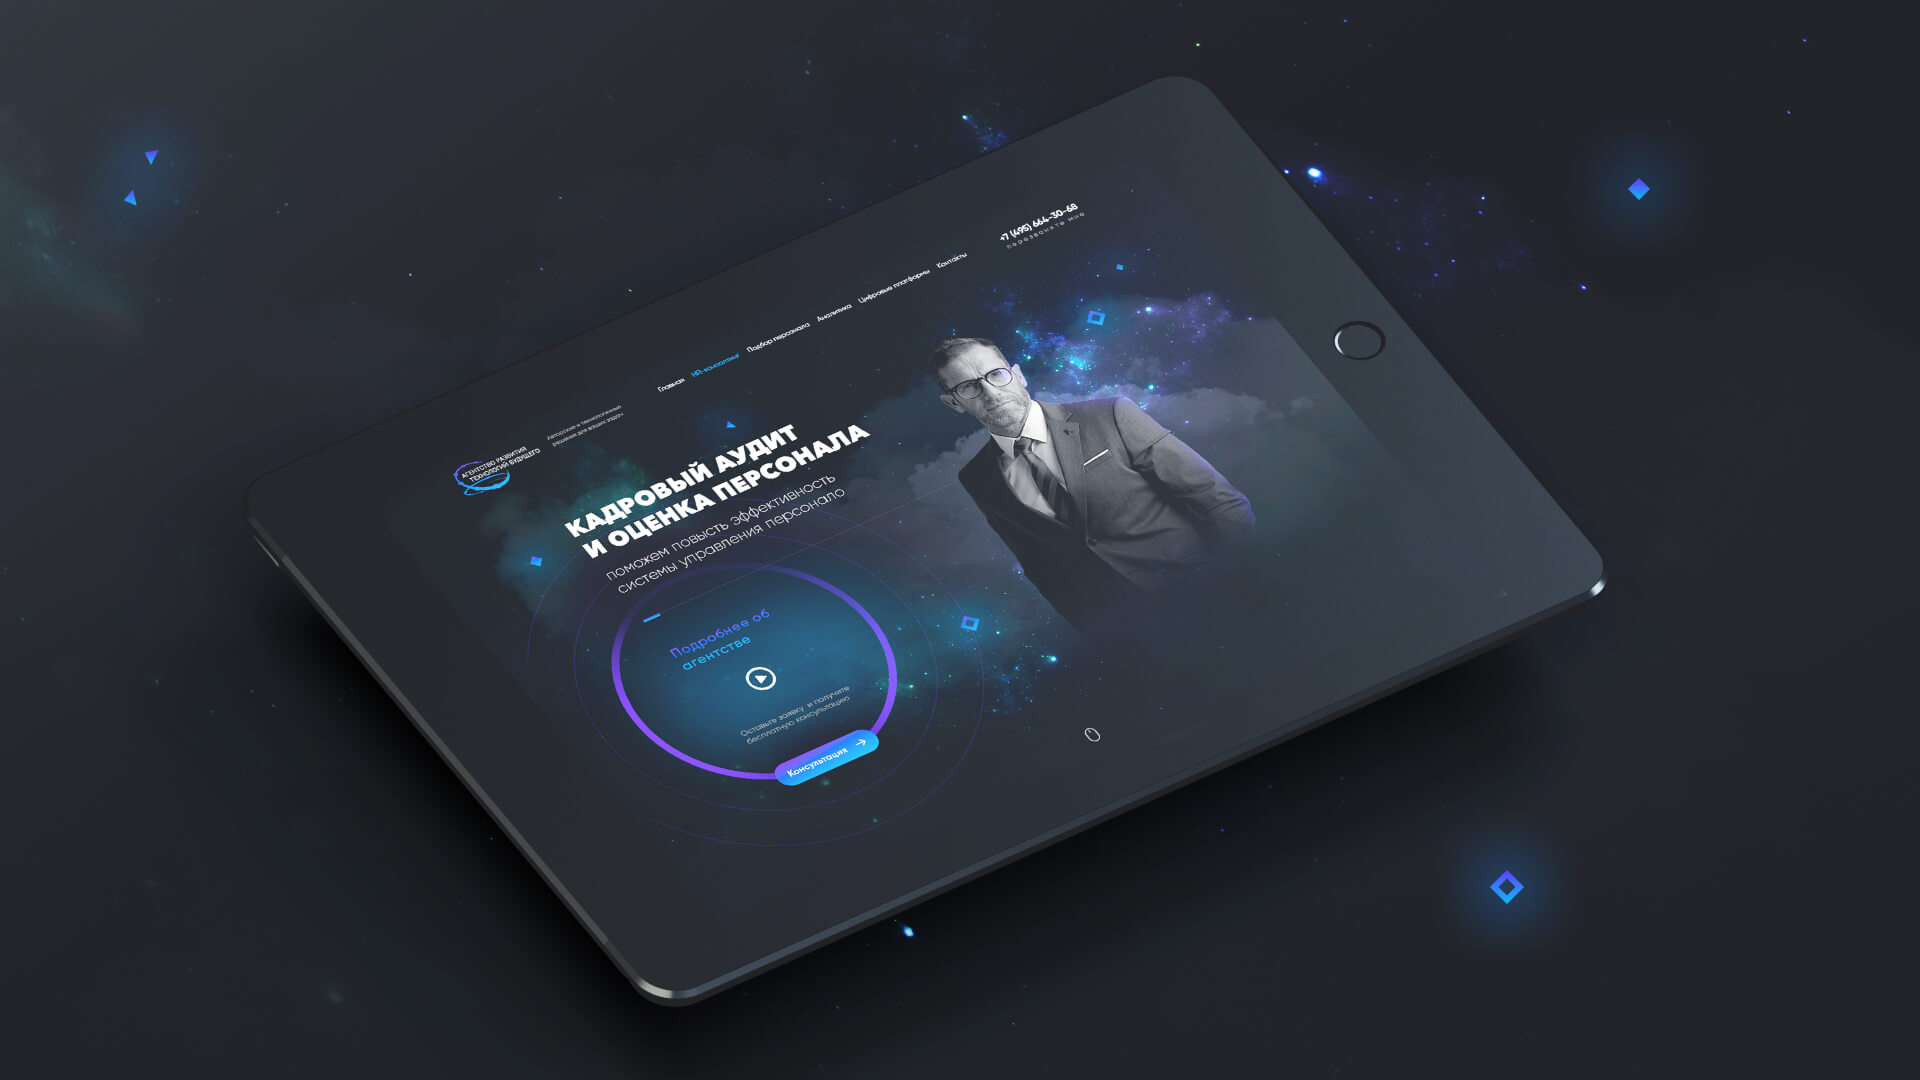 АГЕНТСТВО РАЗВИТИЯ
ТЕХНОЛОГИЙ БУДУЩЕГО
Авторские и технологичные
решения для ваших задач
Главная HR-консалтинг Подбор персонала Аналитика Цифровые платформы Контакты
+7 (495) 664-30-68
перезвоните мне
КАДРОВЫЙ АУДИТ
И ОЦЕНКА ПЕРСОНАЛА
поможем повысть эффективность
системы управления персонало
Подробнее об
агентстве
Оставьте заявку и получите
бесплатную консультацию
Консультация